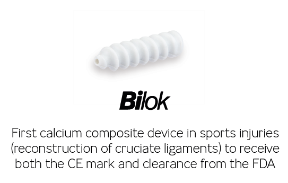 Bilok
First calcium composite device in sports injuries
(reconstruction of cruciate ligaments) to receive
both the CE mark and clearance from the FDA